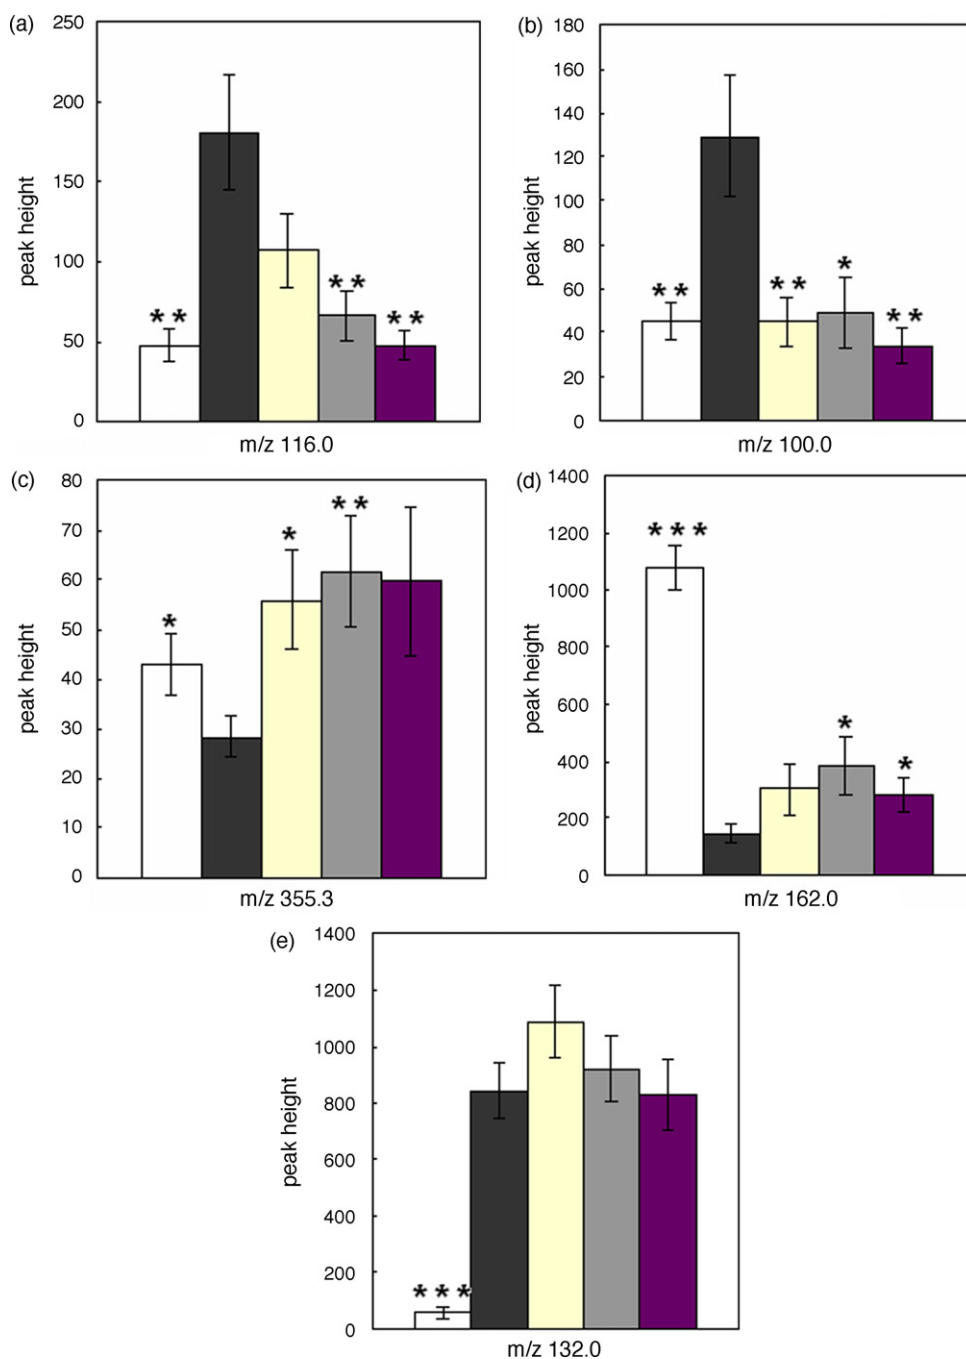 (a)
250
200
150
100
50
0
peak height
** ** **
m/z 116.0
(b)
180
160
140
120
100
80
60
40
20
0
peak height
** ** * **
m/z 100.0
(c)
80
70
60
50
40
30
20
10
0
peak height
* * **
m/z 355.3
(d)
1400
1200
1000
800
600
400
200
0
peak height
*** * *
m/z 162.0
(e)
1400
1200
1000
800
600
400
200
0
peak height
***
m/z 132.0